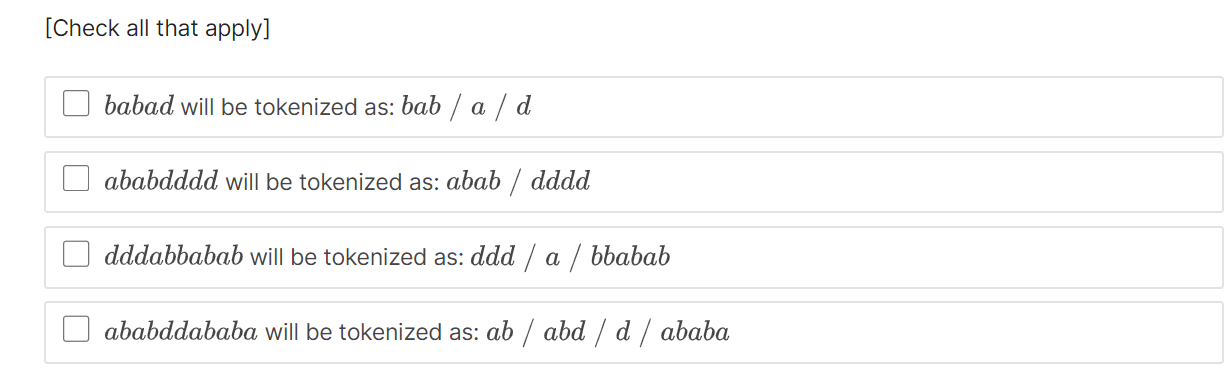 [Check all that apply]
babad will be tokenized as: bab / a / d
ababdddd will be tokenized as: abab / dddd
dddabbabab will be tokenized as: ddd / a / bbabab
ababddababa will be tokenized as: ab / abd / d / ababa